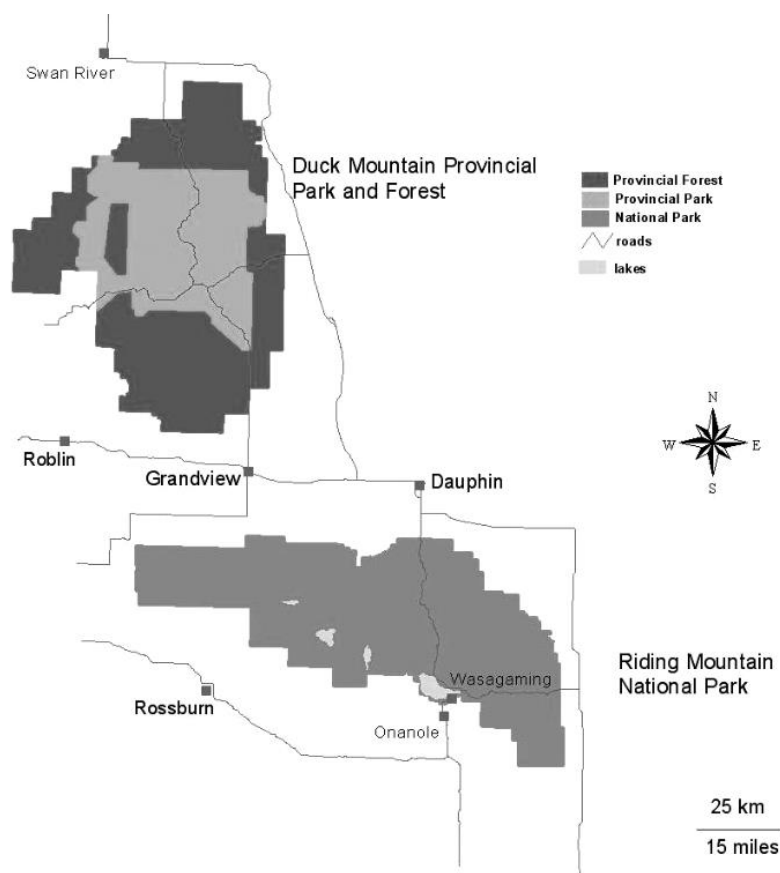 Swan River
Duck Mountain Provincial
Park and Forest
Provincial Forest
Provincial Park
National Park
roads
lakes
N
W
E
S
Roblin
Grandview
Dauphin
Riding Mountain
National Park
Wasagaming
Rossburn
Onanole
25 km
15 miles